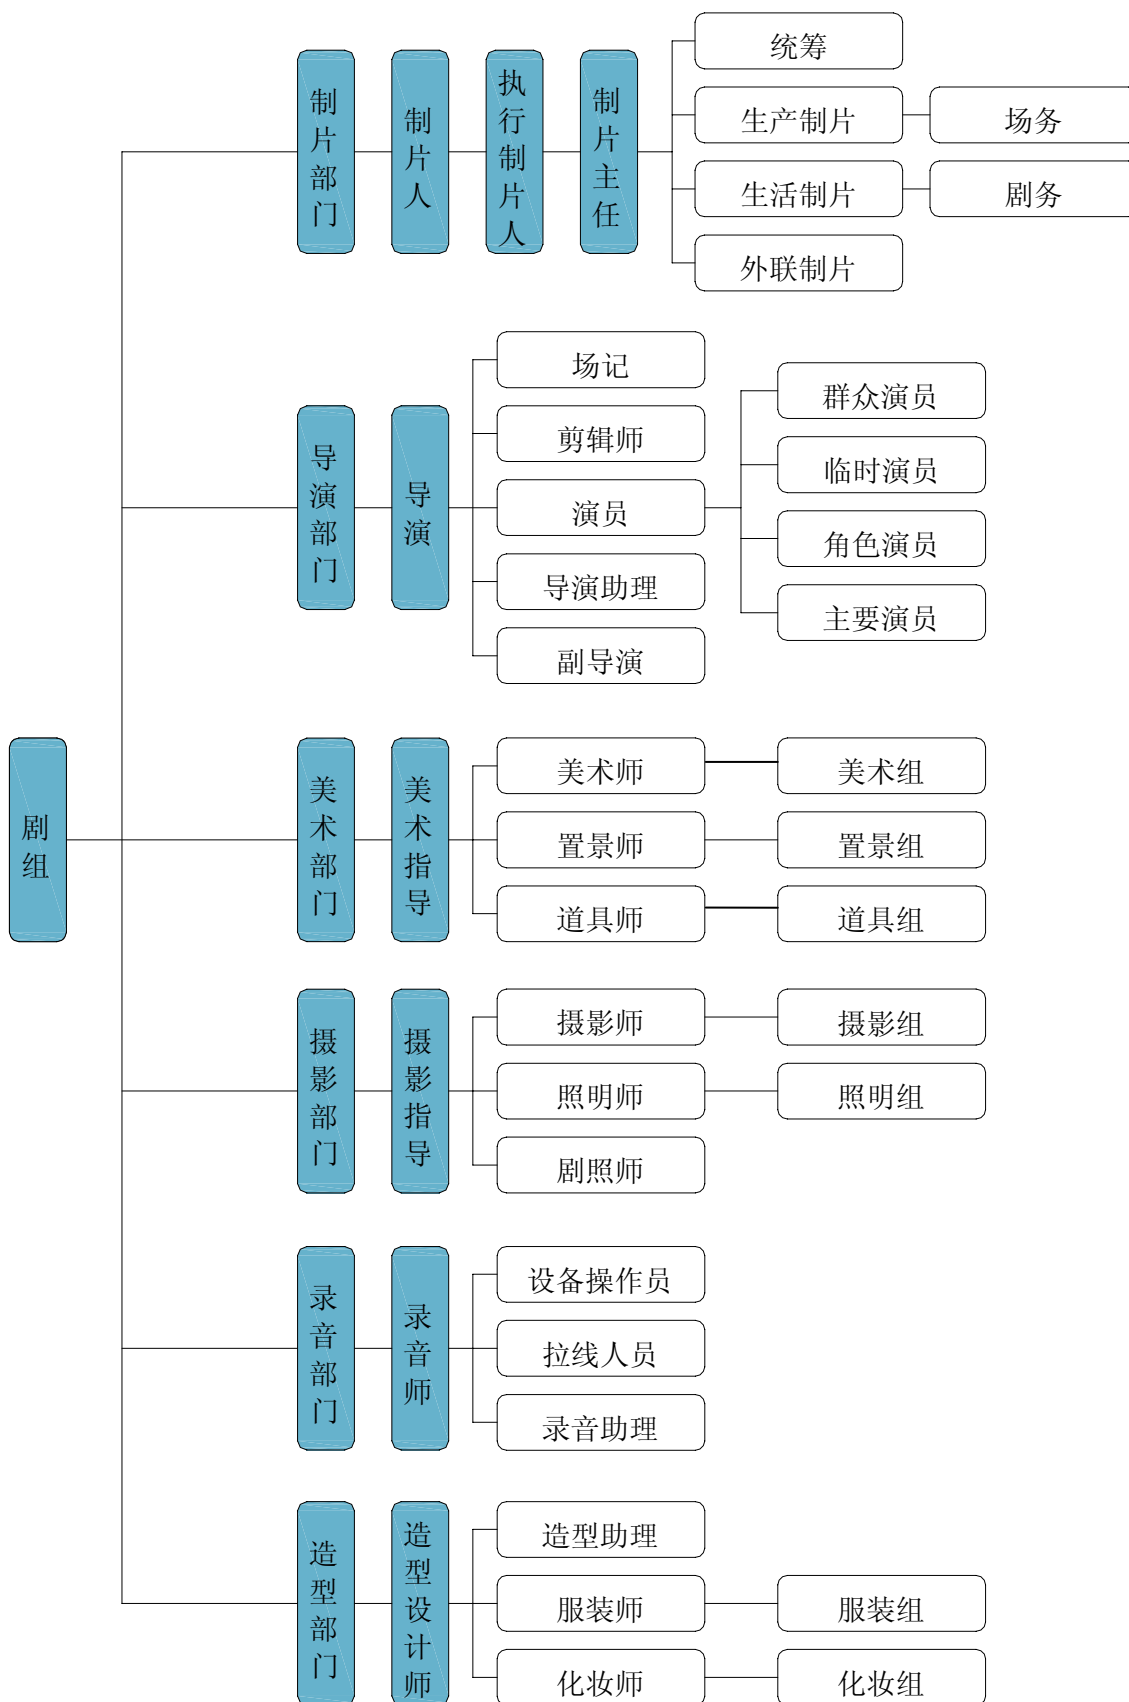 剧组
制片部门
制片人
执行制片人
制片主任
统筹
生产制片
场务
生活制片
剧务
外联制片
导演部门
导演
场记
剪辑师
演员
导演助理
副导演
群众演员
临时演员
角色演员
主要演员
美术部门
美术指导
美术师
美术组
置景师
置景组
道具师
道具组
摄影部门
摄影指导
摄影师
摄影组
照明师
照明组
剧照师
录音部门
录音师
设备操作员
拉线人员
录音助理
造型部门
造型设计师
造型助理
服装师
服装组
化妆师
化妆组